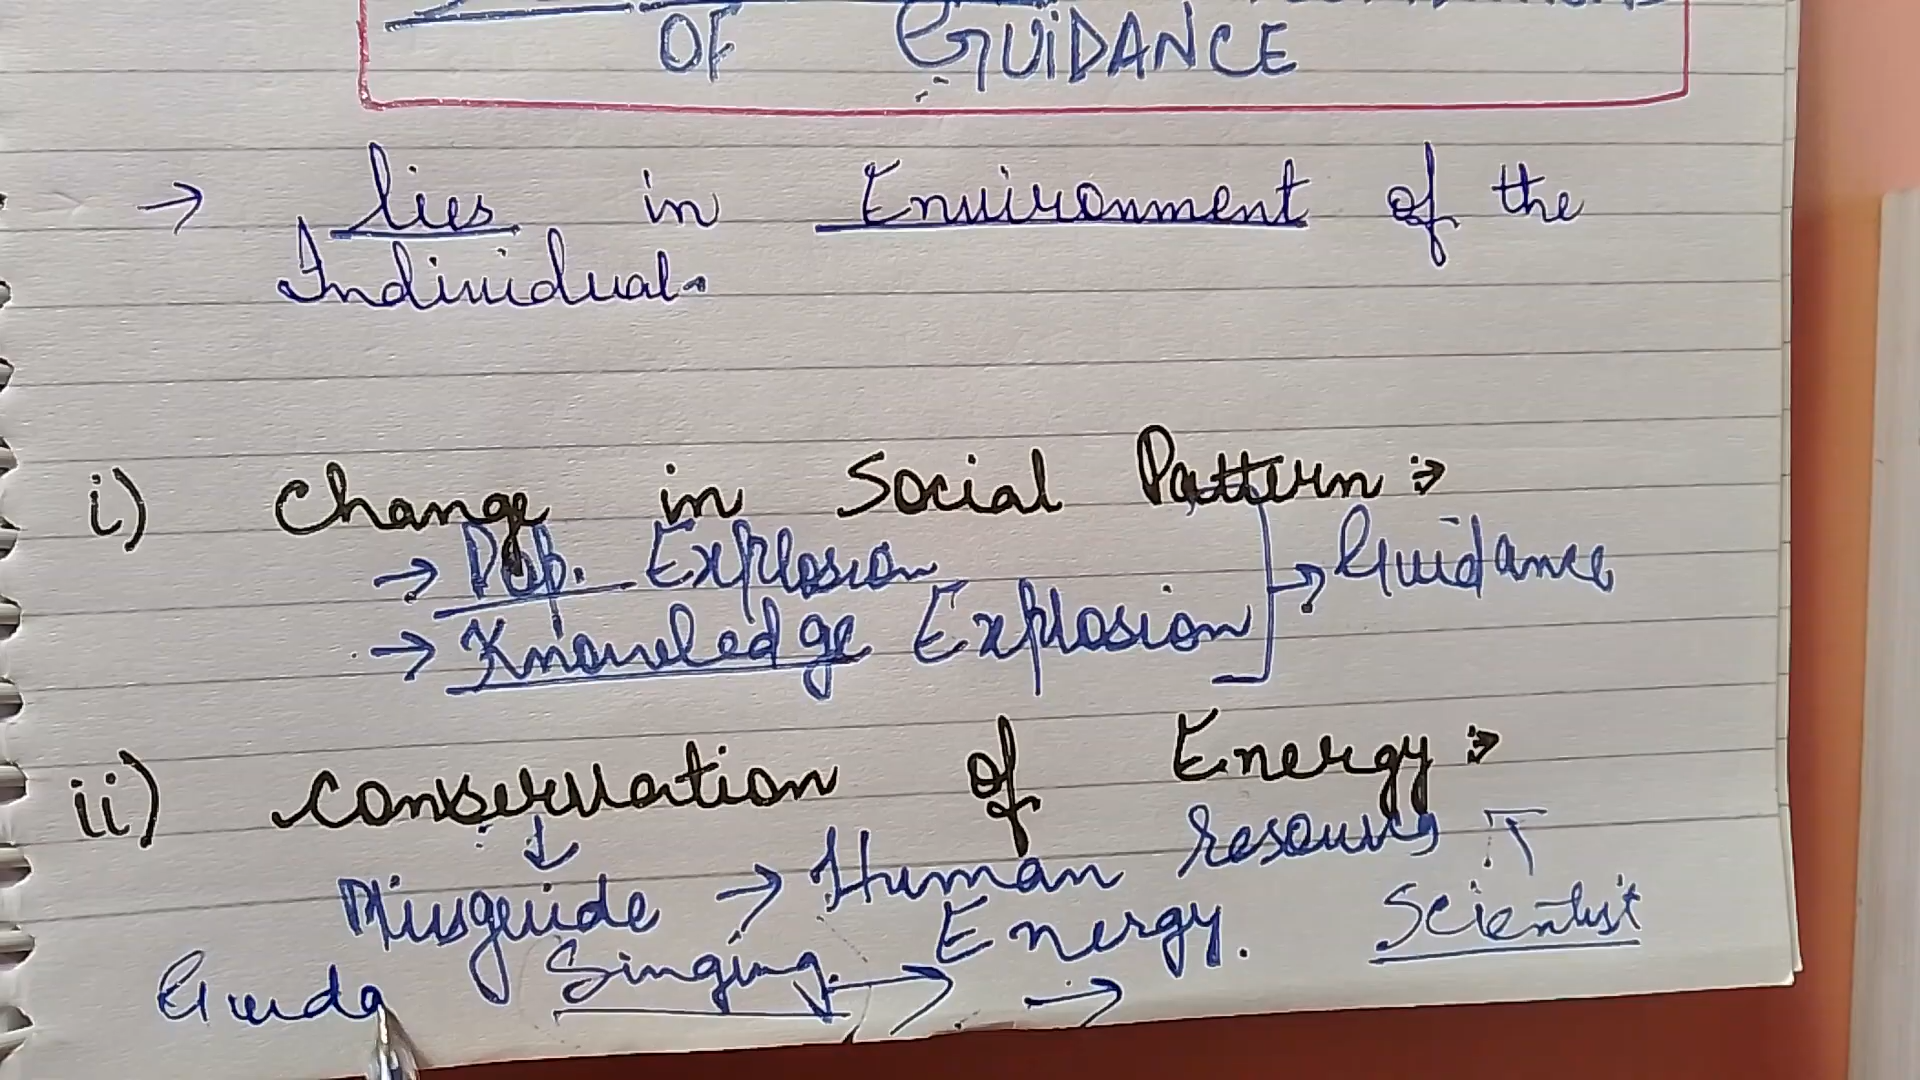 OF GUIDANCE
→ lies in Environment of the
Individual.
i) Change in Social Pattern :→
→ Pop. Explosion
→ Knowledge Explosion → Guidance
ii) Conservation of Energy :→
↓
Misguide → Human resource
Energy. Scientist
Guida Singing → →